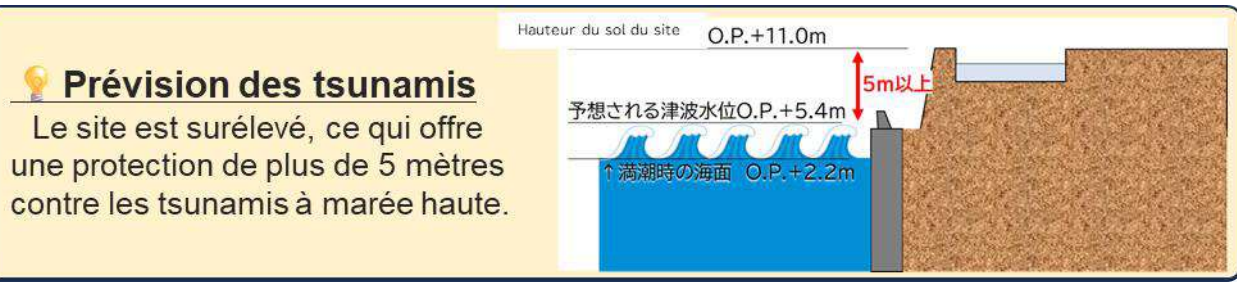 Prévision des tsunamis
Le site est surélevé, ce qui offre
une protection de plus de 5 mètres
contre les tsunamis à marée haute.
Hauteur du sol du site O.P.+11.0m
5m以上
予想される津波水位O.P.+5.4m
↑満潮時の海面 O.P.+2.2m